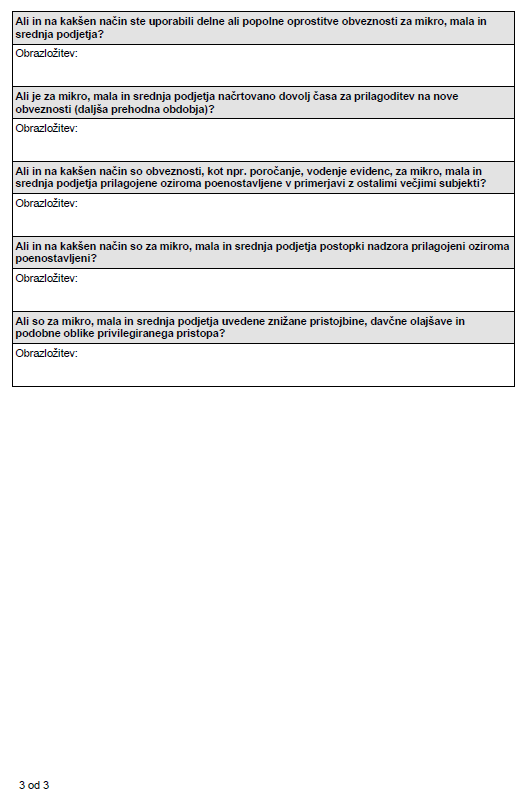 Ali in na kakšen način ste uporabili delne ali popolne oprostitve obveznosti za mikro, mala in
srednja podjetja?
Obrazložitev:
Ali je za mikro, mala in srednja podjetja načrtovano dovolj časa za prilagoditev na nove
obveznosti (daljša prehodna obdobja)?
Obrazložitev:
Ali in na kakšen način so obveznosti, kot npr. poročanje, vodenje evidenc, za mikro, mala in
srednja podjetja prilagojene oziroma poenostavljene v primerjavi z ostalimi večjimi subjekti?
Obrazložitev:
Ali in na kakšen način so za mikro, mala in srednja podjetja postopki nadzora prilagojeni oziroma
poenostavljeni?
Obrazložitev:
Ali so za mikro, mala in srednja podjetja uvedene znižane pristojbine, davčne olajšave in
podobne oblike privilegiranega pristopa?
Obrazložitev:
3 od 3